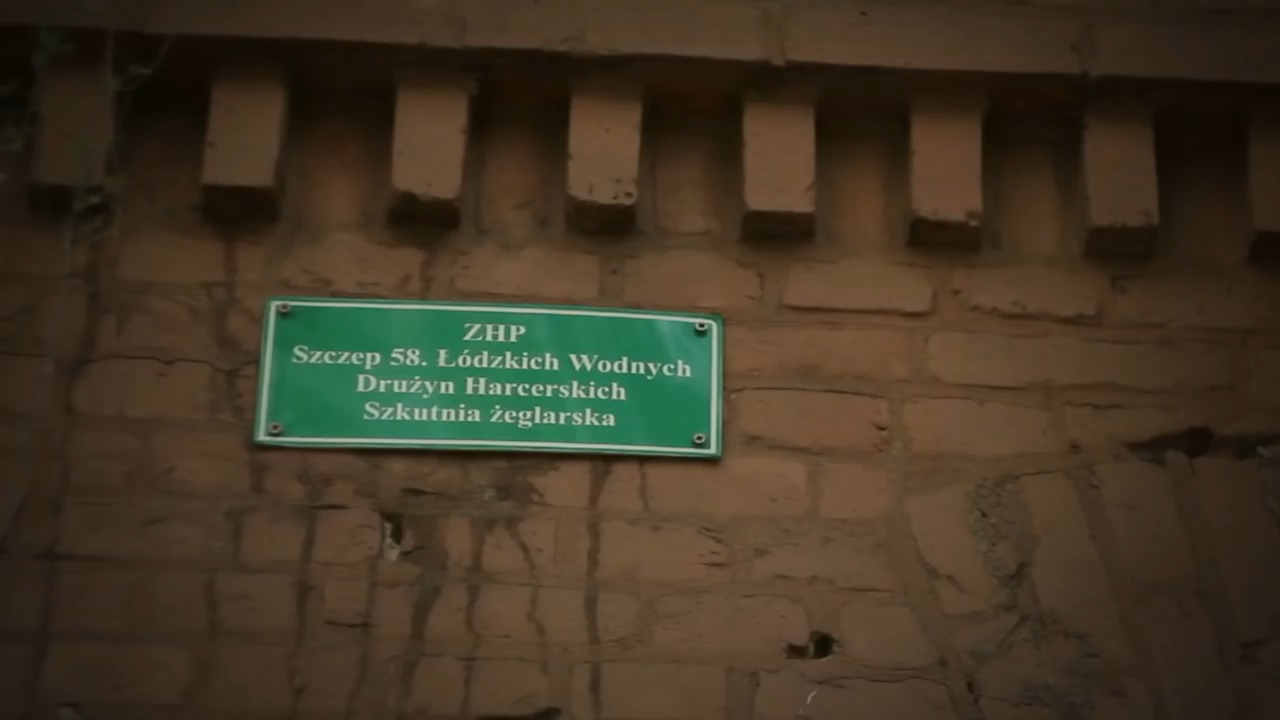 ZHP
Szczep 58. Łódzkich Wodnych
Drużyn Harcerskich
Szkutnia żeglarska